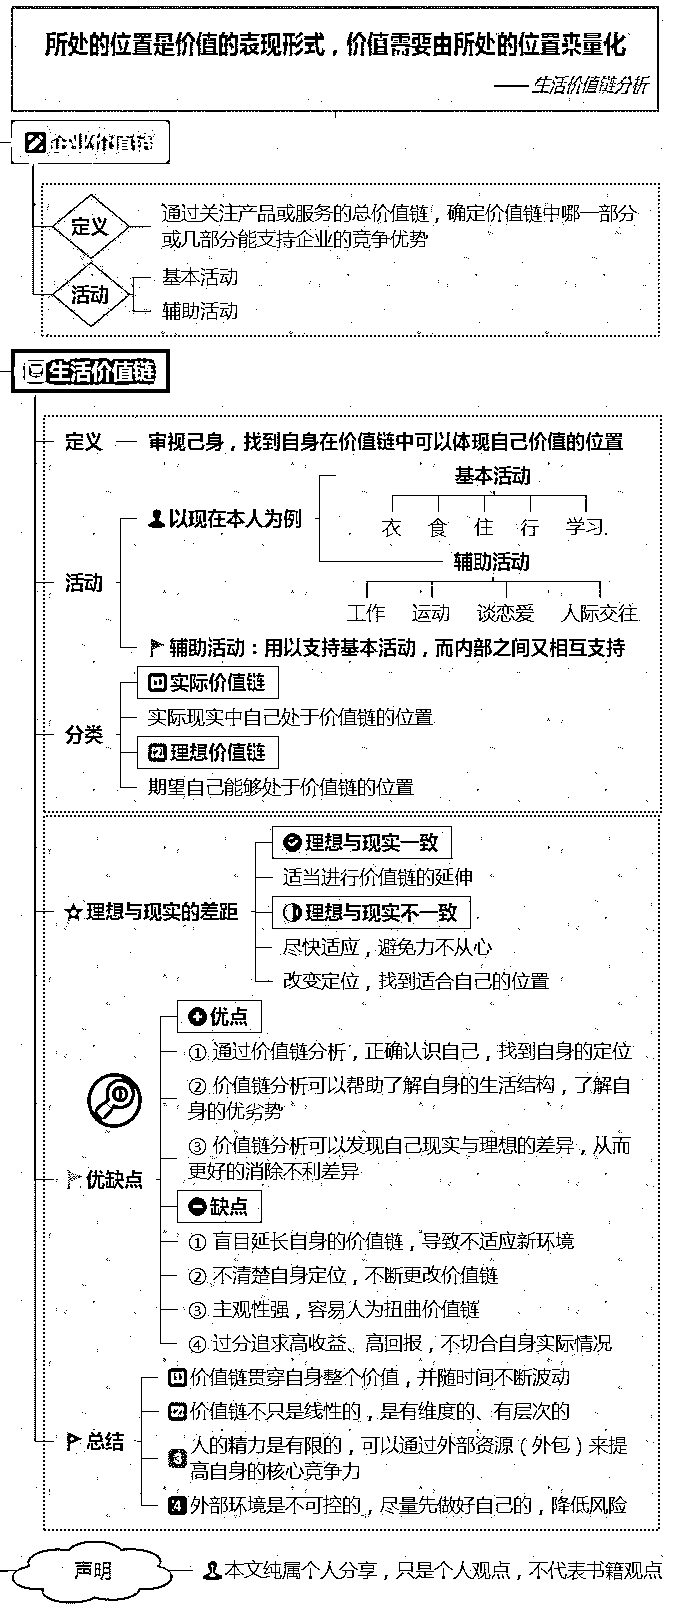 所处的位置是价值的表现形式，价值需要由所处的位置来量化
——生活价值链分析
企业价值链
定义
通过关注产品或服务的总价值链，确定价值链中哪一部分
或几部分能支持企业的竞争优势
活动
基本活动
辅助活动
生活价值链
定义
审视己身，找到自身在价值链中可以体现自己价值的位置
活动
以现在本人为例
基本活动
衣 食 住 行 学习
辅助活动
工作 运动 谈恋爱 人际交往
辅助活动：用以支持基本活动，而内部之间又相互支持
分类
1 实际价值链
实际现实中自己处于价值链的位置
2 理想价值链
期望自己能够处于价值链的位置
理想与现实的差距
理想与现实一致
适当进行价值链的延伸
理想与现实不一致
尽快适应，避免力不从心
改变定位，找到适合自己的位置
优缺点
优点
① 通过价值链分析，正确认识自己，找到自身的定位
② 价值链分析可以帮助了解自身的生活结构，了解自
身的优劣势
③ 价值链分析可以发现自己现实与理想的差异，从而
更好的消除不利差异
缺点
① 盲目延长自身的价值链，导致不适应新环境
② 不清楚自身定位，不断更改价值链
③ 主观性强，容易人为扭曲价值链
④ 过分追求高收益、高回报，不切合自身实际情况
总结
1 价值链贯穿自身整个价值，并随时间不断波动
2 价值链不只是线性的，是有维度的、有层次的
3 人的精力是有限的，可以通过外部资源（外包）来提
高自身的核心竞争力
4 外部环境是不可控的，尽量先做好自己的，降低风险
声明
本文纯属个人分享，只是个人观点，不代表书籍观点